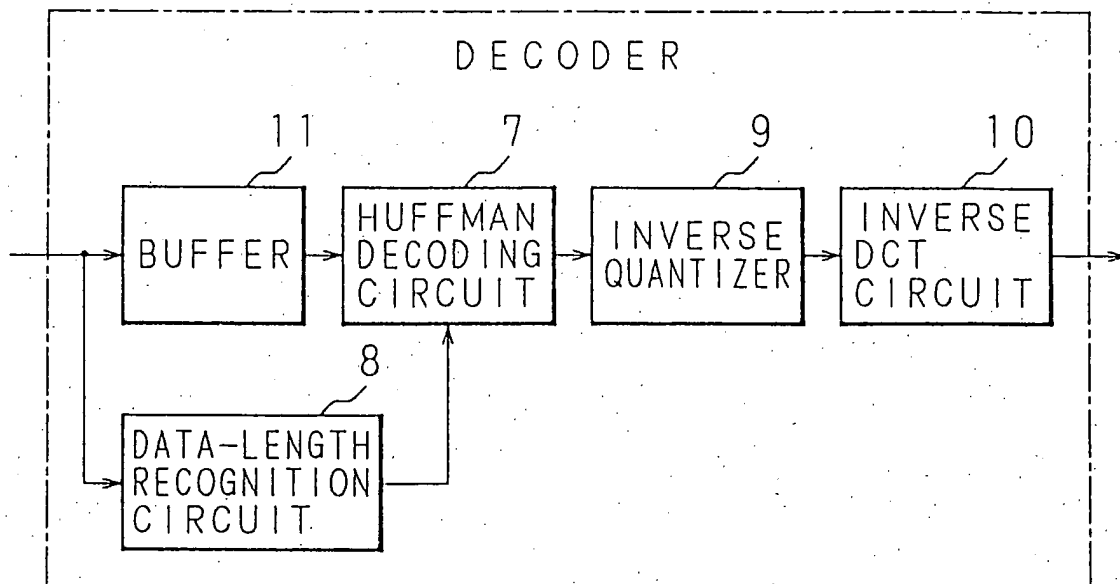 DECODER
11
7
9
10
BUFFER
HUFFMAN
DECODING
CIRCUIT
INVERSE
QUANTIZER
INVERSE
DCT
CIRCUIT
8
DATA-LENGTH
RECOGNITION
CIRCUIT